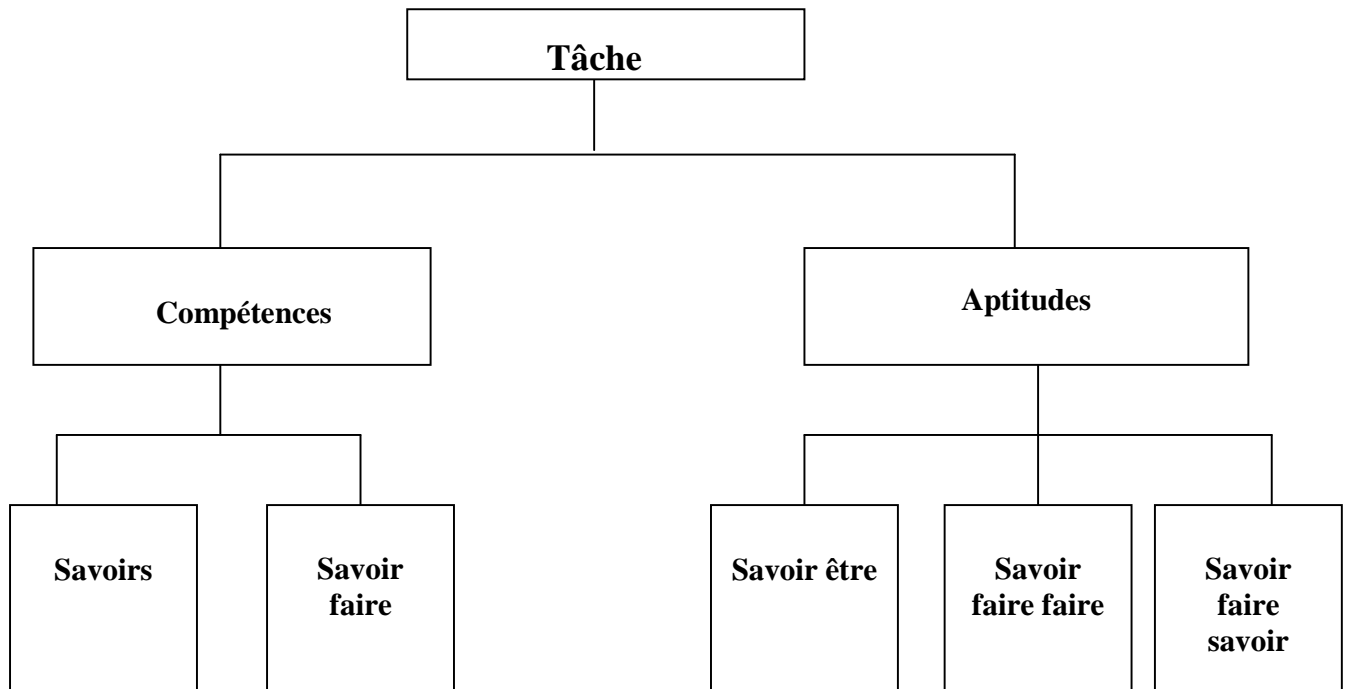 Tâche
Compétences
Aptitudes
Savoirs
Savoir
faire
Savoir être
Savoir
faire faire
Savoir
faire
savoir